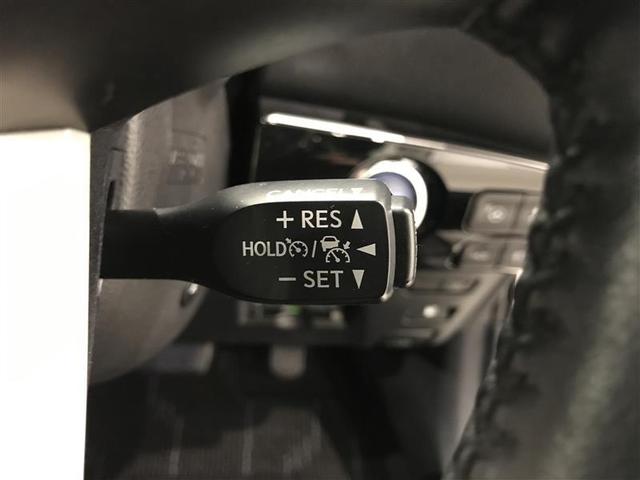 CANCEL
+ RES
HOLD /
− SET